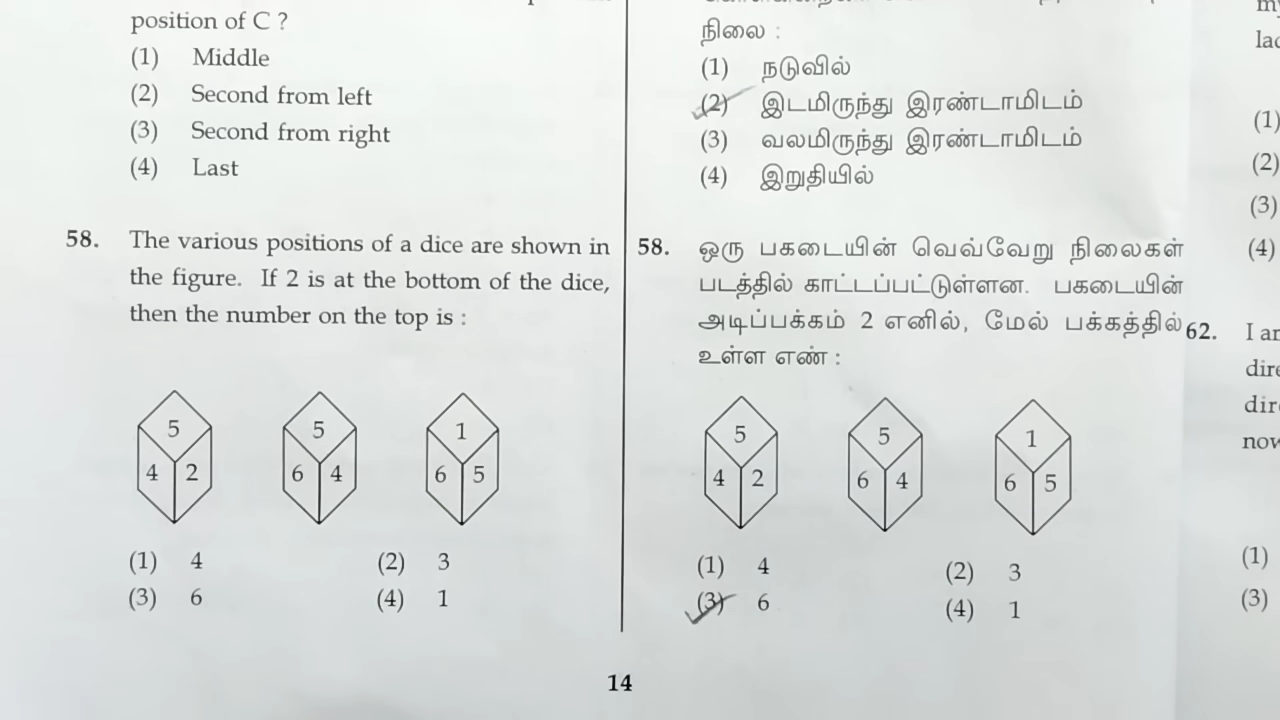 position of C ?
(1) Middle
(2) Second from left
(3) Second from right
(4) Last
58. The various positions of a dice are shown in
the figure. If 2 is at the bottom of the dice,
then the number on the top is :
5 5 1
4 2 6 4 6 5
(1) 4 (2) 3
(3) 6 (4) 1
நிலை :
(1) நடுவில்
(2) இடமிருந்து இரண்டாமிடம்
(3) வலமிருந்து இரண்டாமிடம்
(4) இறுதியில்
58. ஒரு பகடையின் வெவ்வேறு நிலைகள்
படத்தில் காட்டப்பட்டுள்ளன. பகடையின்
அடிப்பக்கம் 2 எனில், மேல் பக்கத்தில்
உள்ள எண் :
5 5 1
4 2 6 4 6 5
(1) 4 (2) 3
(3) 6 (4) 1
(1)
(2)
(3)
(4)
62.
(1)
(3)
14